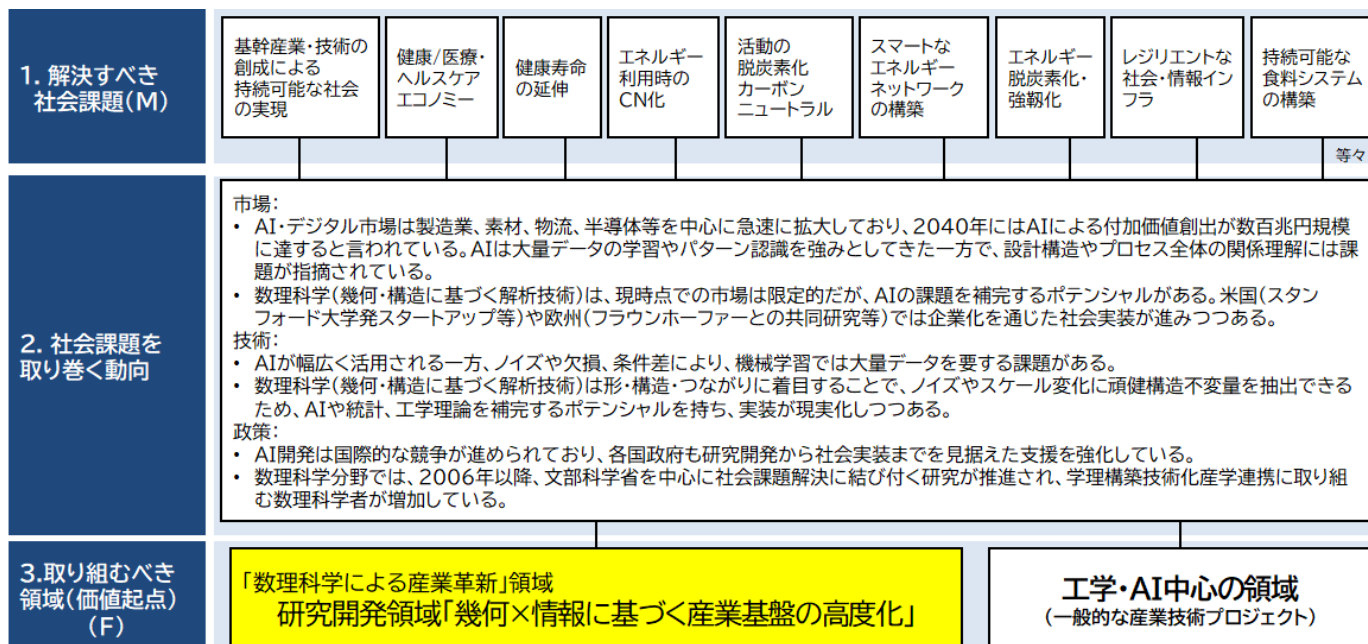 1. 解決すべき
社会課題(M)
基幹産業・技術の
創成による
持続可能な社会
の実現
健康/医療・
ヘルスケア
エコノミー
健康寿命
の延伸
エネルギー
利用時の
CN化
活動の
脱炭素化
カーボン
ニュートラル
スマートな
エネルギー
ネットワーク
の構築
エネルギー
脱炭素化・
強靱化
レジリエントな
社会・情報イン
フラ
持続可能な
食料システム
の構築
等々
2. 社会課題を
取り巻く動向
市場:
• AI・デジタル市場は製造業、素材、物流、半導体等を中心に急速に拡大しており、2040年にはAIによる付加価値創出が数百兆円規模
に達すると言われている。AIは大量データの学習やパターン認識を強みとしてきた一方で、設計構造やプロセス全体の関係理解には課
題が指摘されている。
• 数理科学(幾何・構造に基づく解析技術)は、現時点での市場は限定的だが、AIの課題を補完するポテンシャルがある。米国(スタン
フォード大学発スタートアップ等)や欧州(フラウンホーファーとの共同研究等)では企業化を通じた社会実装が進みつつある。
技術:
• AIが幅広く活用される一方、ノイズや欠損、条件差により、機械学習では大量データを要する課題がある。
• 数理科学(幾何・構造に基づく解析技術)は形・構造・つながりに着目することで、ノイズやスケール変化に頑健構造不変量を抽出できる
ため、AIや統計、工学理論を補完するポテンシャルを持ち、実装が現実化しつつある。
政策:
• AI開発は国際的な競争が進められており、各国政府も研究開発から社会実装までを見据えた支援を強化している。
• 数理科学分野では、2006年以降、文部科学省を中心に社会課題解決に結び付く研究が推進され、学理構築技術化産学連携に取り組
む数理科学者が増加している。
3.取り組むべき
領域(価値起点)
(F)
「数理科学による産業革新」領域
研究開発領域「幾何×情報に基づく産業基盤の高度化」
工学・AI中心の領域
(一般的な産業技術プロジェクト)